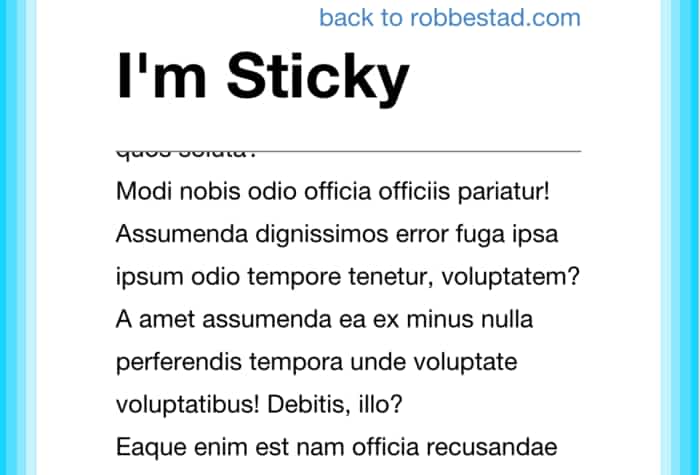 back to robbestad.com
I'm Sticky
quos soluta?
Modi nobis odio officia officiis pariatur!
Assumenda dignissimos error fuga ipsa
ipsum odio tempore tenetur, voluptatem?
A amet assumenda ea ex minus nulla
perferendis tempora unde voluptate
voluptatibus! Debitis, illo?
Eaque enim est nam officia recusandae